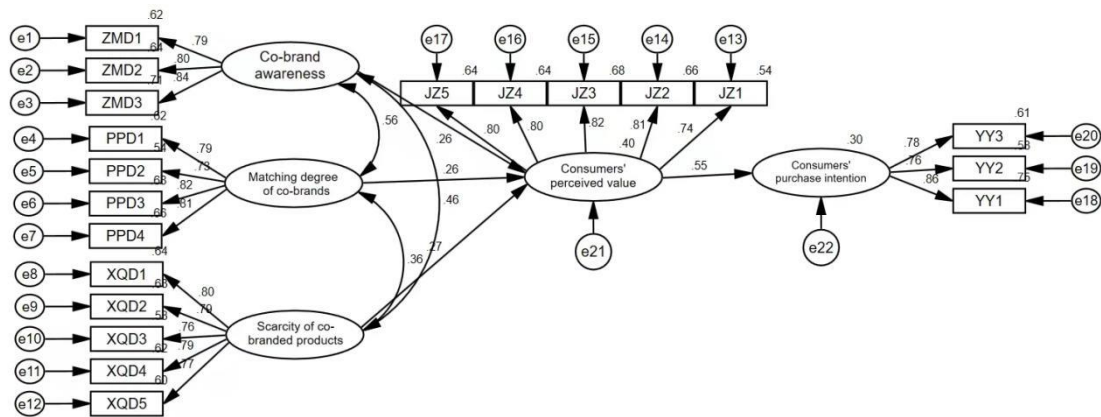 .62
e1 ZMD1 .79
.64
e2 ZMD2 .80
.71
e3 ZMD3 .84
Co-brand
awareness
.62
e4 PPD1 .79
.54
e5 PPD2 .73
.68
e6 PPD3 .82
.66
e7 PPD4 .81
Matching degree
of co-brands
.64
e8 XQD1 .80
.63
e9 XQD2 .79
.58
e10 XQD3 .76
.62
e11 XQD4 .79
.60
e12 XQD5 .77
Scarcity of co-
branded products
.56
.46
.36
.26
.26
.27
e17 e16 e15 e14 e13
.64 .64 .68 .66 .54
JZ5 JZ4 JZ3 JZ2 JZ1
.80 .80 .82 .81 .74
.40
Consumers'
perceived value
e21
.55
.30
Consumers'
purchase intention
e22
.61
.78 YY3 e20
.58
.76 YY2 e19
.75
.86 YY1 e18